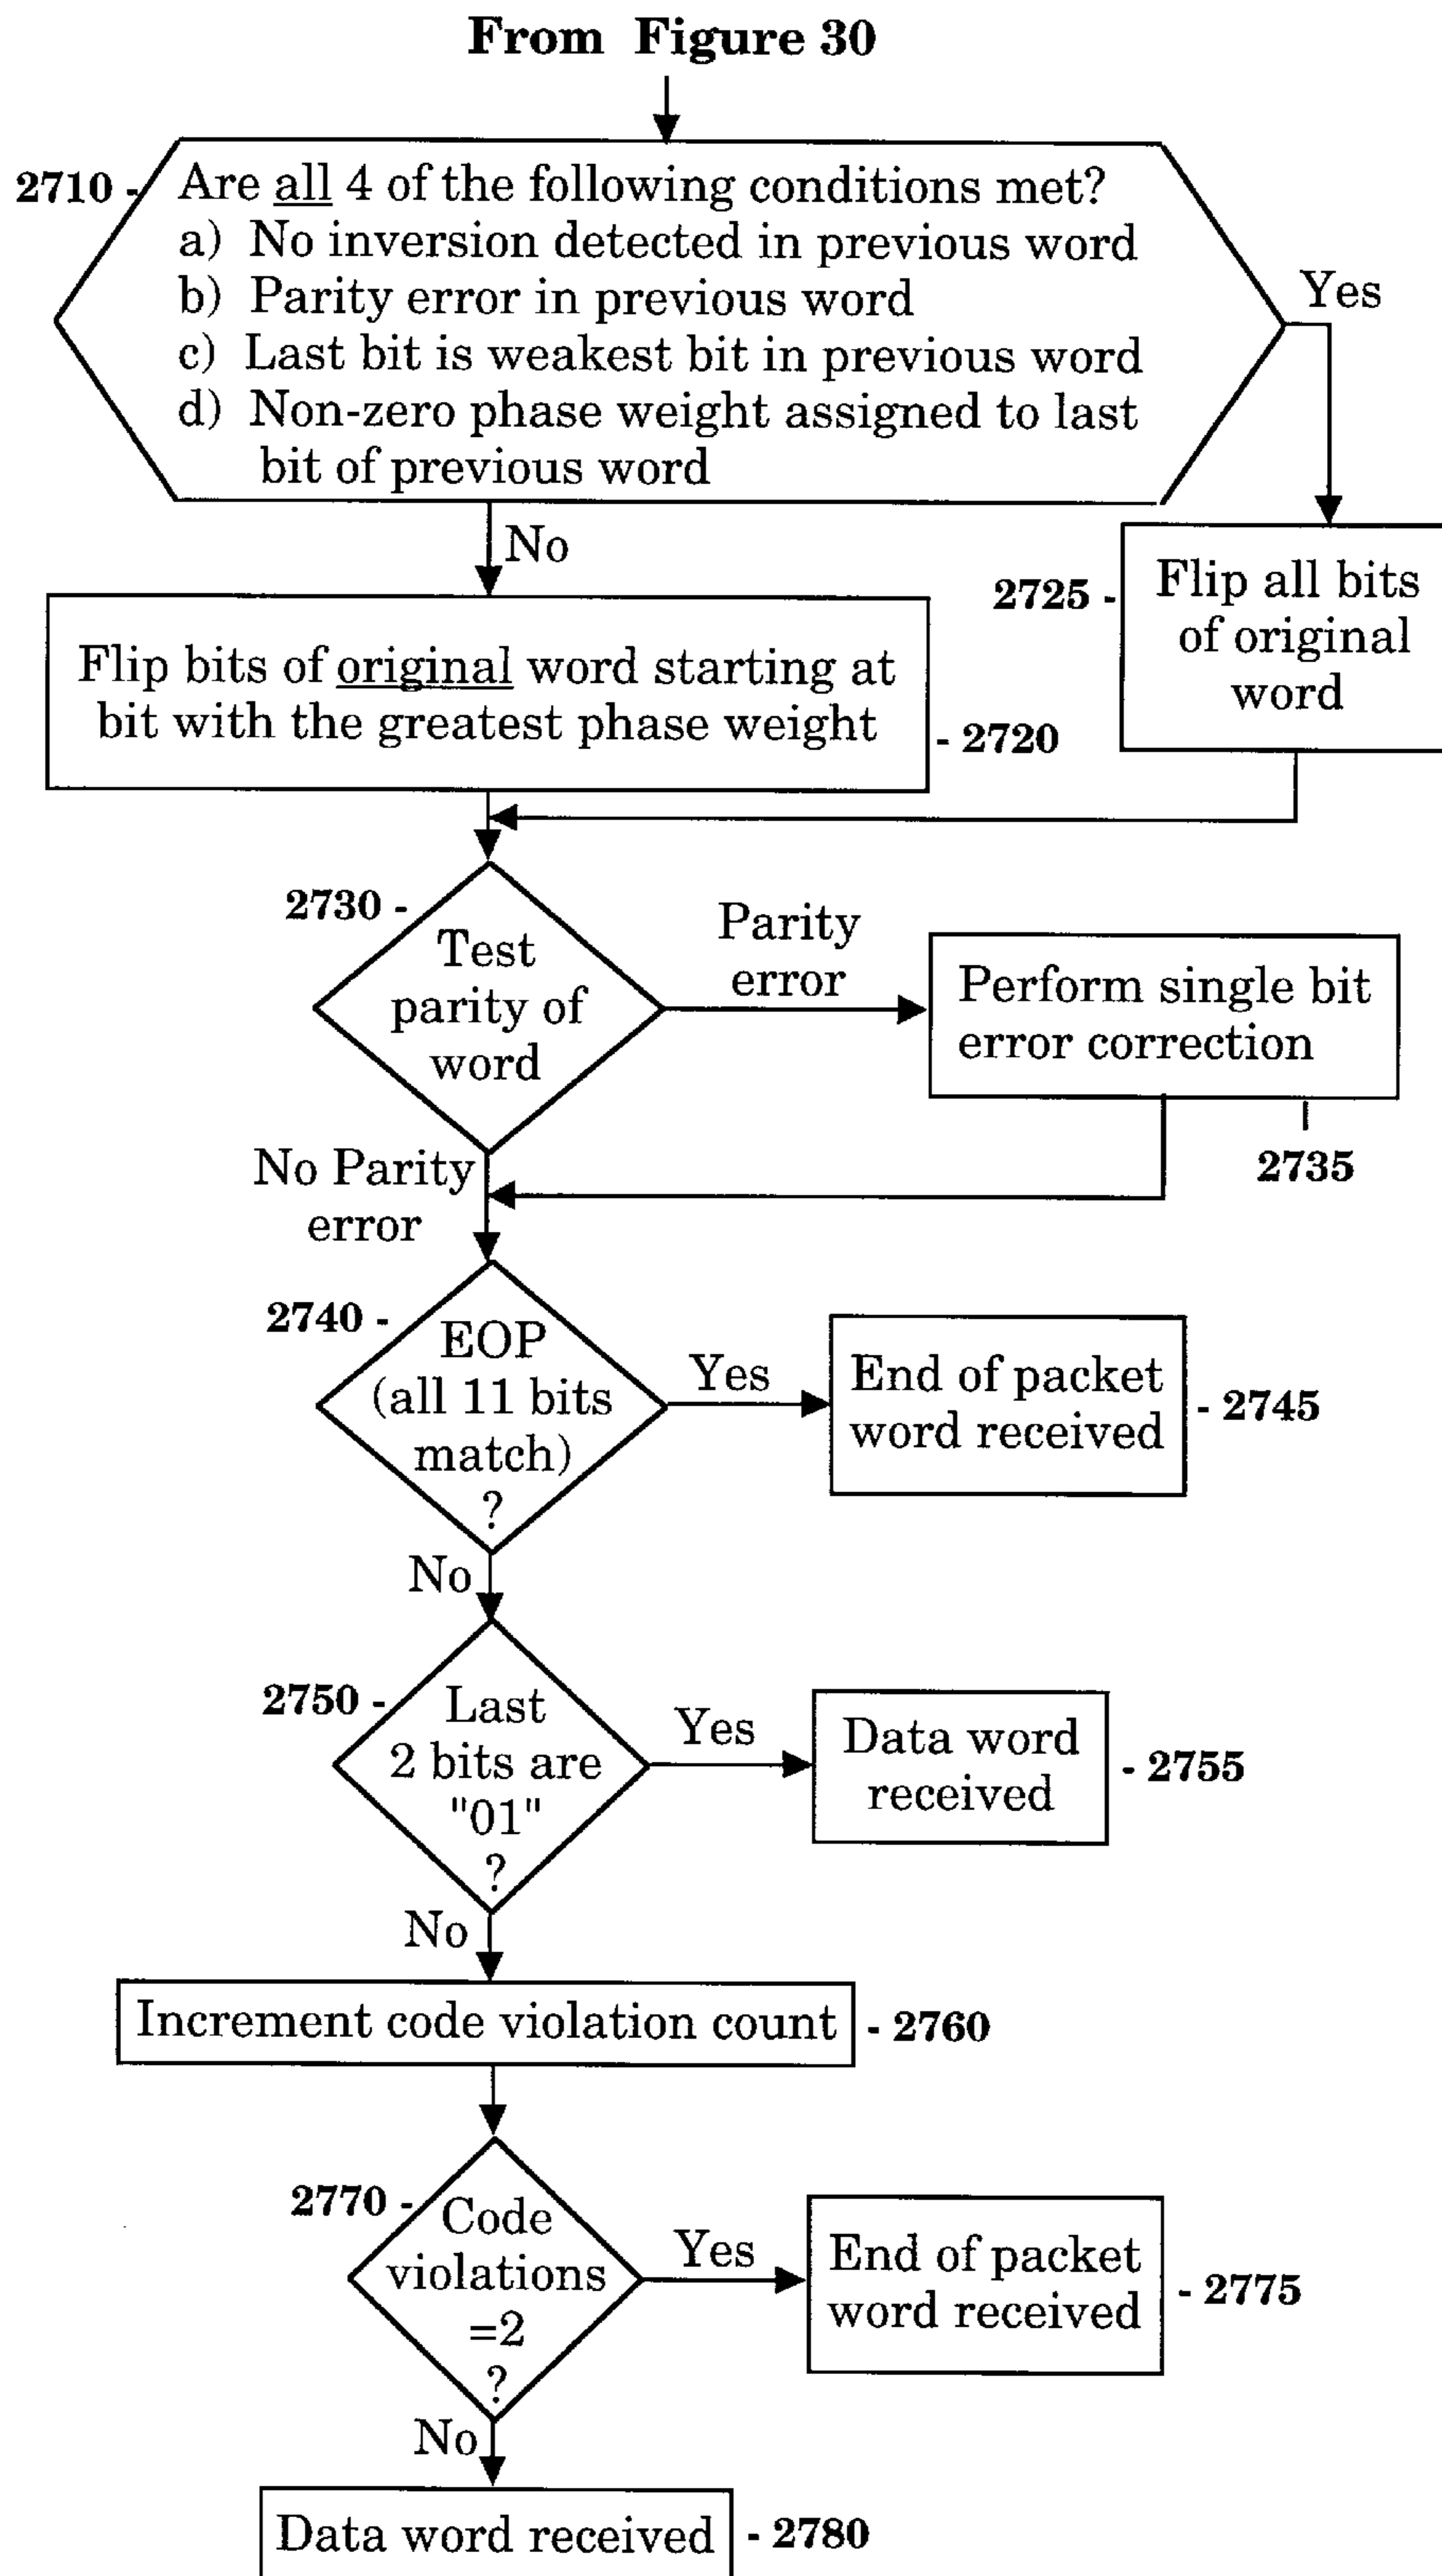 From Figure 30
2710 -
Are all 4 of the following conditions met?
a) No inversion detected in previous word
b) Parity error in previous word
c) Last bit is weakest bit in previous word
d) Non-zero phase weight assigned to last
bit of previous word
Yes
No
2725 -
Flip all bits
of original
word
Flip bits of original word starting at
bit with the greatest phase weight
- 2720
2730 -
Test
parity of
word
Parity
error
Perform single bit
error correction
2735
No Parity
error
2740 -
EOP
(all 11 bits
match)
?
Yes
End of packet
word received
- 2745
No
2750 -
Last
2 bits are
"01"
?
Yes
Data word
received
- 2755
No
Increment code violation count
- 2760
2770 -
Code
violations
=2
?
Yes
End of packet
word received
- 2775
No
Data word received
- 2780